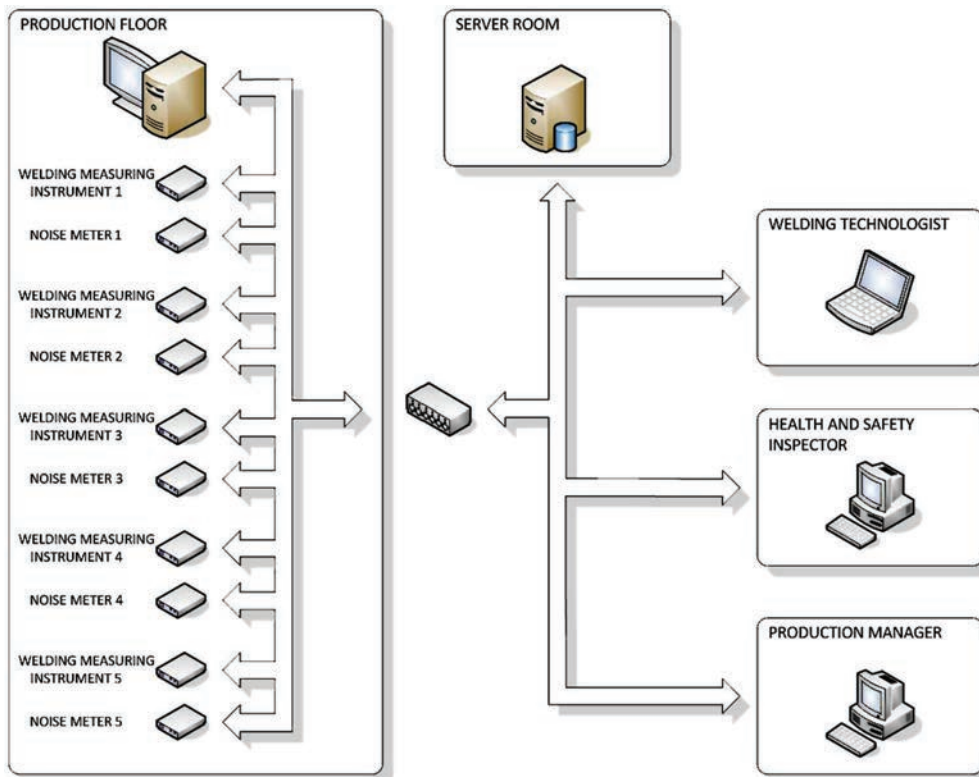 PRODUCTION FLOOR
WELDING MEASURING
INSTRUMENT 1
NOISE METER 1
WELDING MEASURING
INSTRUMENT 2
NOISE METER 2
WELDING MEASURING
INSTRUMENT 3
NOISE METER 3
WELDING MEASURING
INSTRUMENT 4
NOISE METER 4
WELDING MEASURING
INSTRUMENT 5
NOISE METER 5
SERVER ROOM
WELDING TECHNOLOGIST
HEALTH AND SAFETY
INSPECTOR
PRODUCTION MANAGER